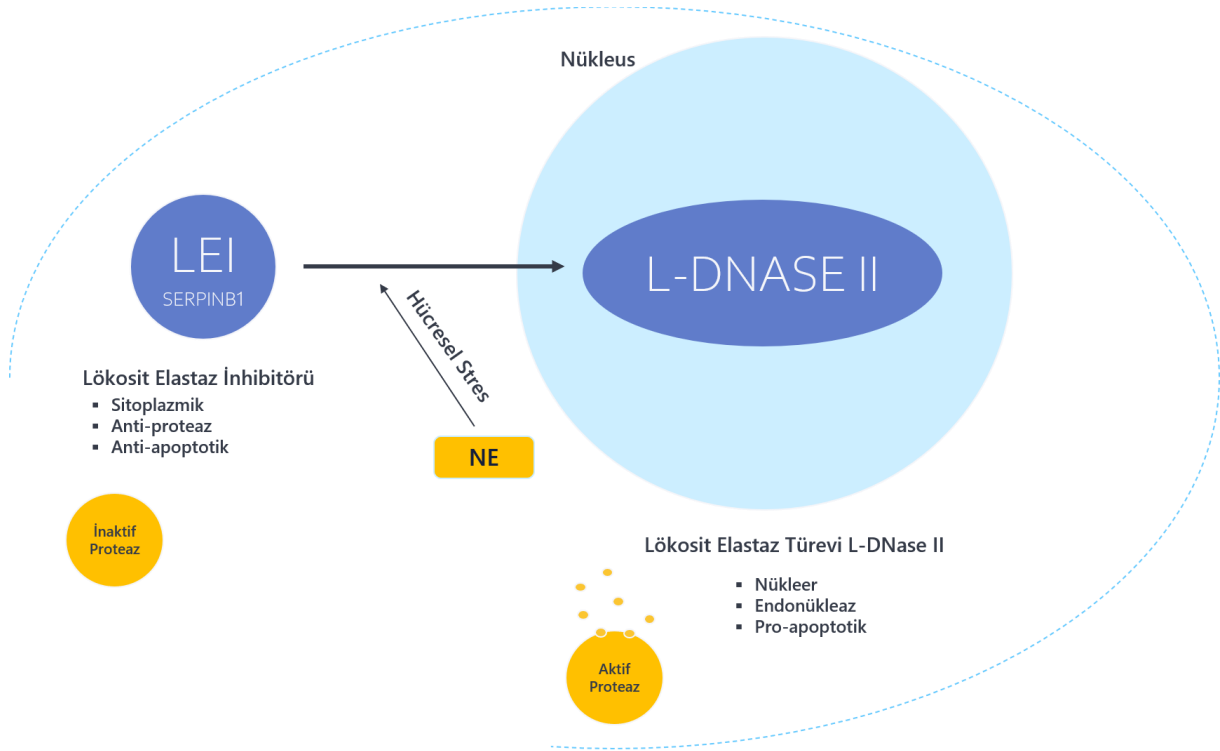 Nükleus
LEI
SERPINB1
L-DNASE II
Hücresel Stres
Lökosit Elastaz İnhibitörü
▪ Sitoplazmik
▪ Anti-proteaz
▪ Anti-apoptotik
NE
İnaktif
Proteaz
Lökosit Elastaz Türevi L-DNase II
▪ Nükleer
▪ Endonükleaz
▪ Pro-apoptotik
Aktif
Proteaz